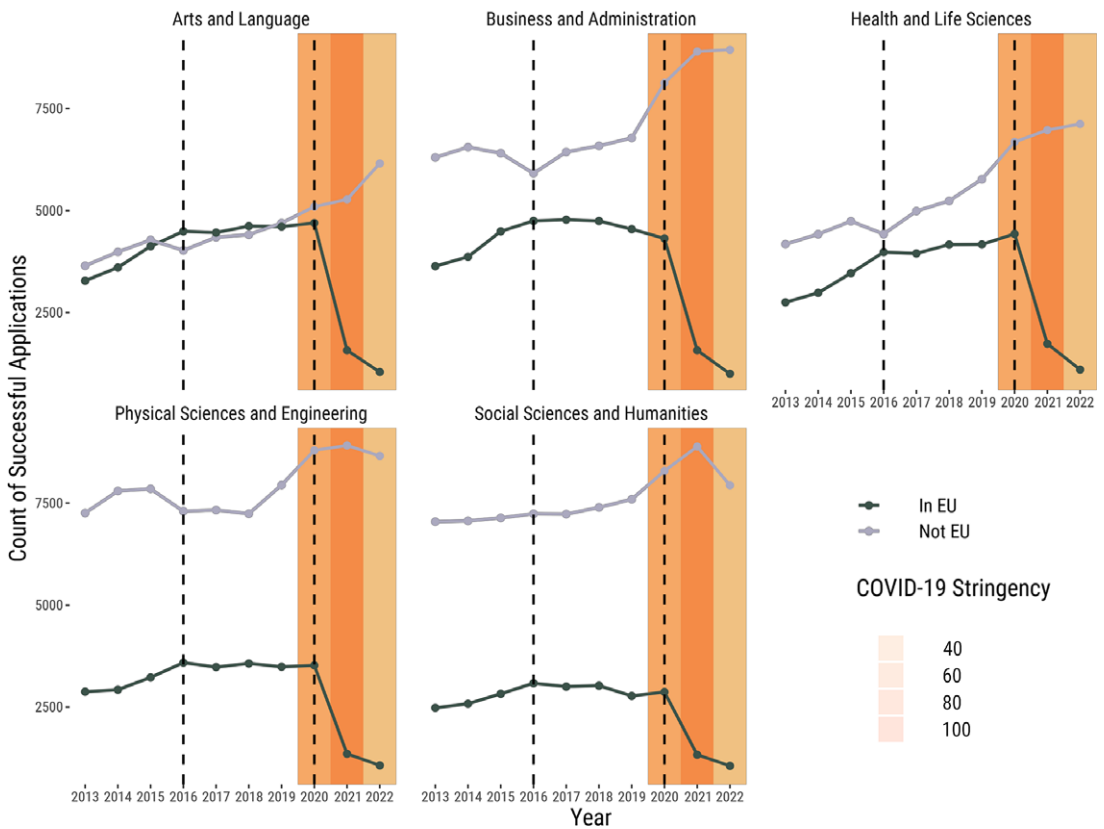 Arts and Language
Business and Administration
Health and Life Sciences
7500
5000
2500
2013 2014 2015 2016 2017 2018 2019 2020 2021 2022
Physical Sciences and Engineering
Social Sciences and Humanities
7500
5000
2500
2013 2014 2015 2016 2017 2018 2019 2020 2021 2022
2013 2014 2015 2016 2017 2018 2019 2020 2021 2022
Count of Successful Applications
Year
In EU
Not EU
COVID-19 Stringency
40
60
80
100